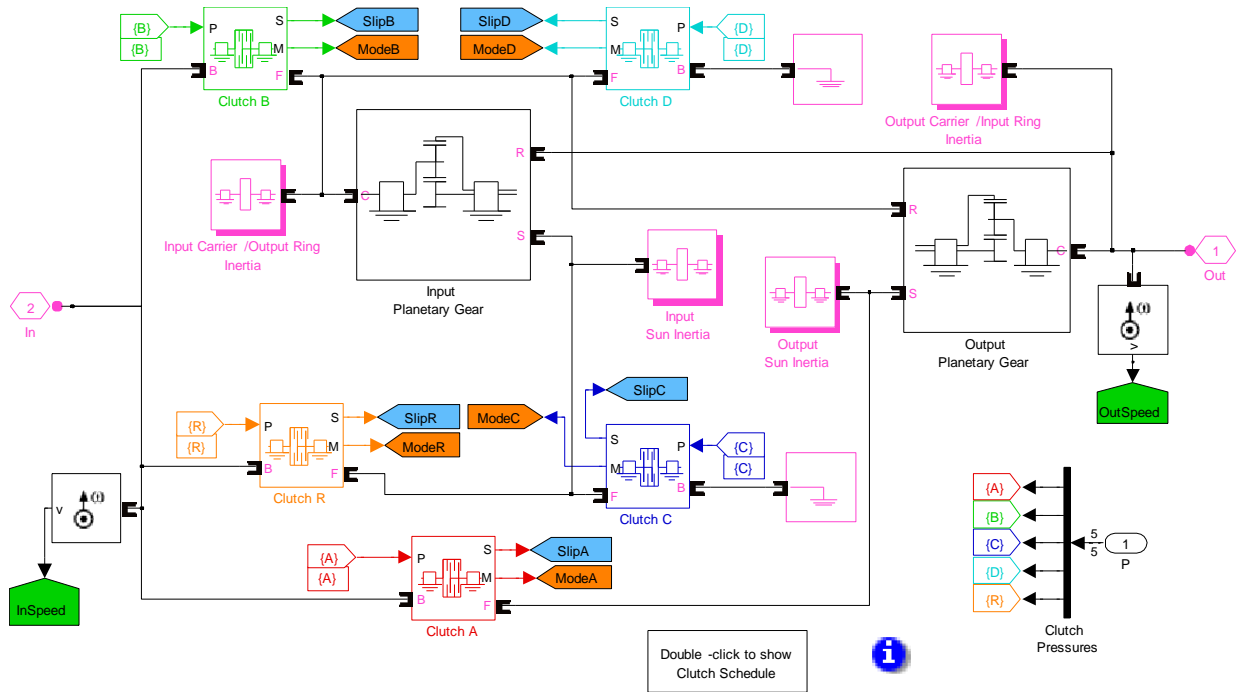 {B}
{B}
P
S
M
B
F
Clutch B
SlipB
ModeB
SlipD
ModeD
S
M
P
F
B
Clutch D
{D}
{D}
Output Carrier /Input Ring
Inertia
Input Carrier /Output Ring
Inertia
C
R
S
Input
Planetary Gear
Input
Sun Inertia
Output
Sun Inertia
R
S
C
Output
Planetary Gear
1
Out
ω
v
OutSpeed
2
In
{R}
{R}
P
S
M
B
F
Clutch R
SlipR
ModeR
ModeC
SlipC
S
M
P
F
B
Clutch C
{C}
{C}
ω
v
InSpeed
{A}
{A}
P
S
M
B
F
Clutch A
SlipA
ModeA
{A}
{B}
{C}
{D}
{R}
5
5
1
P
Clutch
Pressures
Double -click to show
Clutch Schedule
i